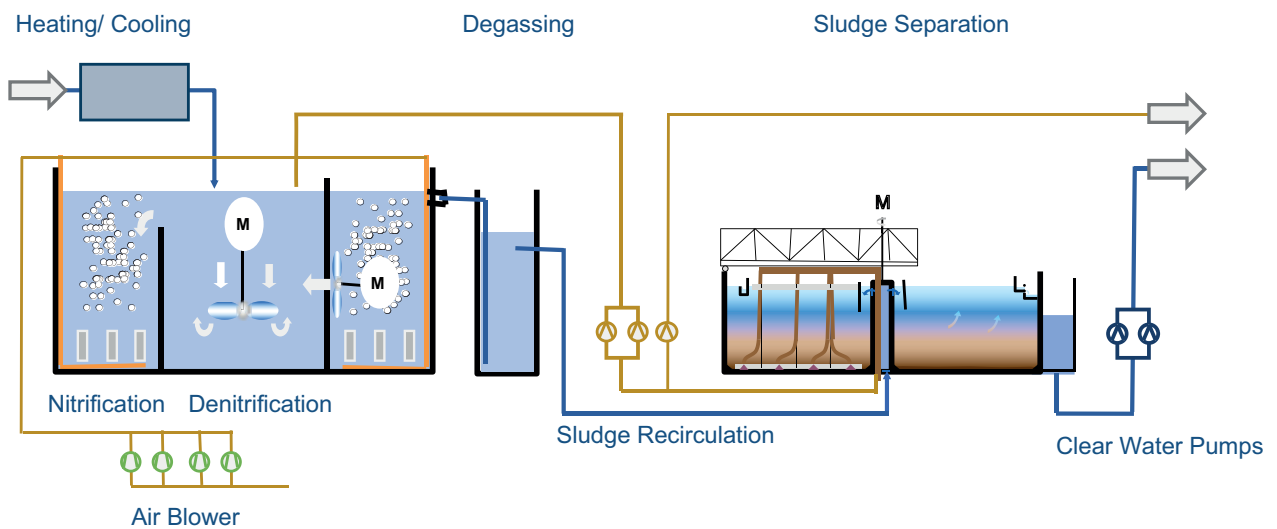 Heating/ Cooling
Degassing
Sludge Separation
M
M
M
Nitrification
Denitrification
Sludge Recirculation
Clear Water Pumps
Air Blower